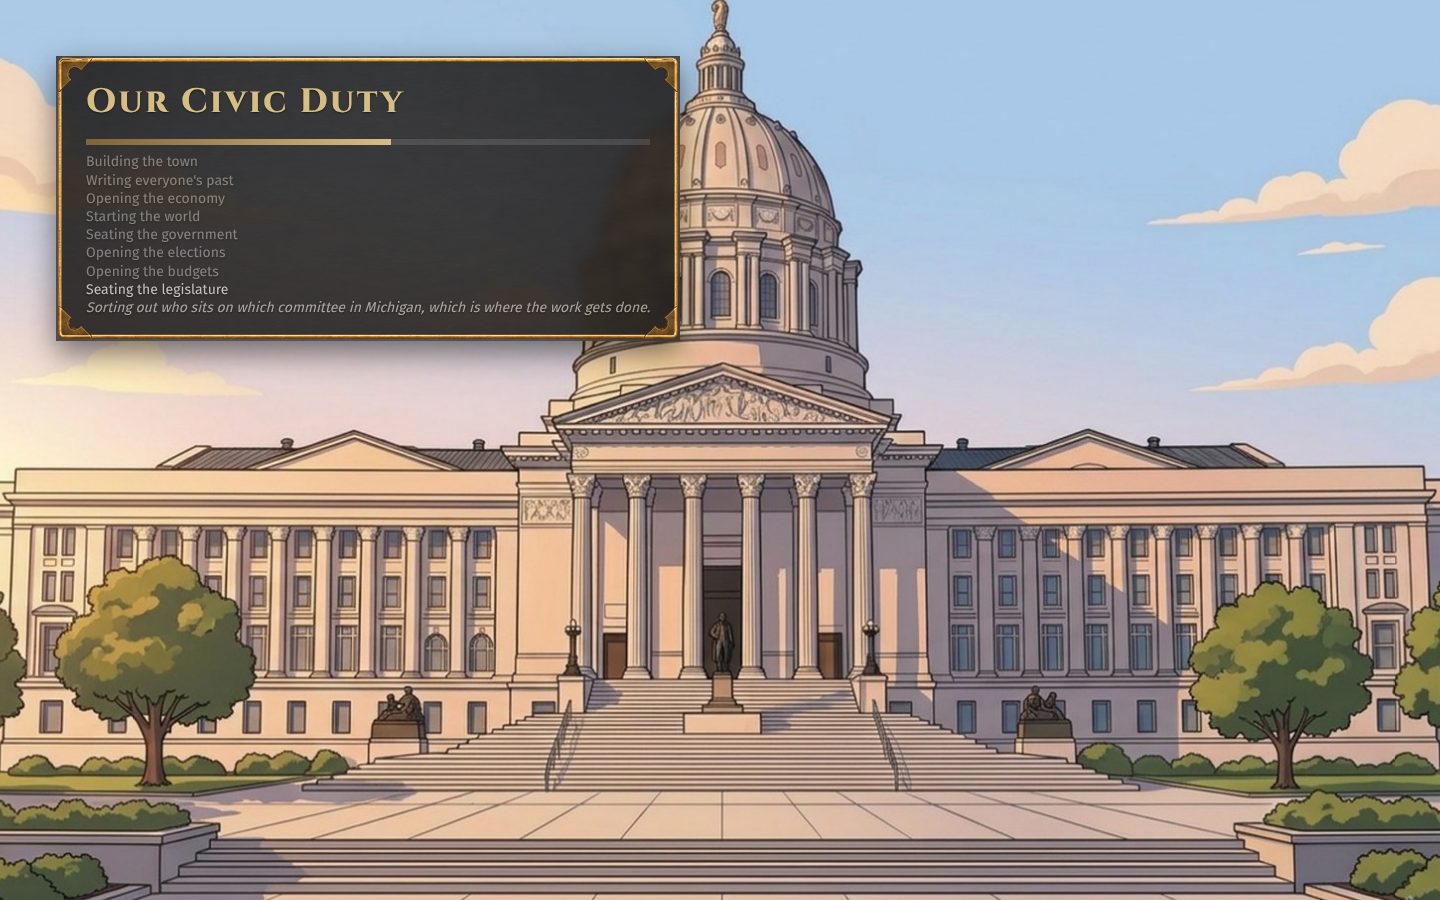 Our Civic Duty
Building the town
Writing everyone's past
Opening the economy
Starting the world
Seating the government
Opening the elections
Opening the budgets
Seating the legislature
Sorting out who sits on which committee in Michigan, which is where the work gets done.